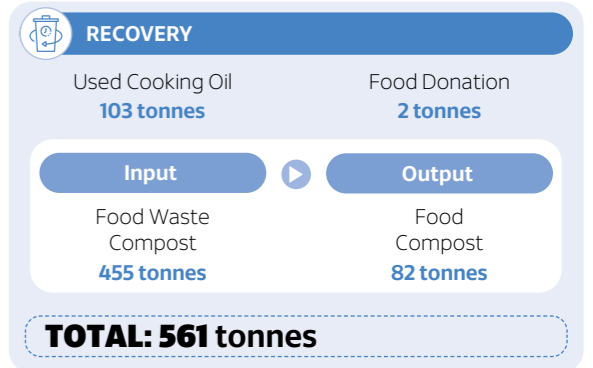 RECOVERY
Used Cooking Oil
103 tonnes
Food Donation
2 tonnes
Input
Output
Food Waste
Compost
455 tonnes
Food
Compost
82 tonnes
TOTAL: 561 tonnes